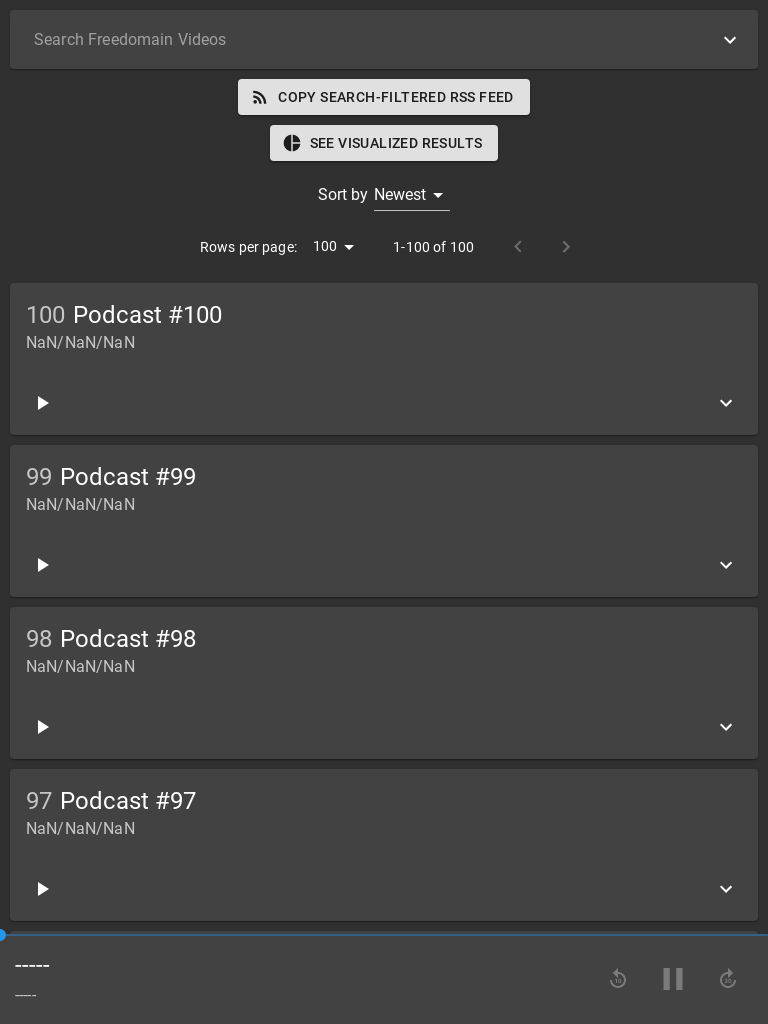 Search Freedomain Videos
COPY SEARCH-FILTERED RSS FEED
SEE VISUALIZED RESULTS
Sort by Newest
Rows per page: 100 1-100 of 100
100 Podcast #100
NaN/NaN/NaN
99 Podcast #99
NaN/NaN/NaN
98 Podcast #98
NaN/NaN/NaN
97 Podcast #97
NaN/NaN/NaN
-----
10 30
-----